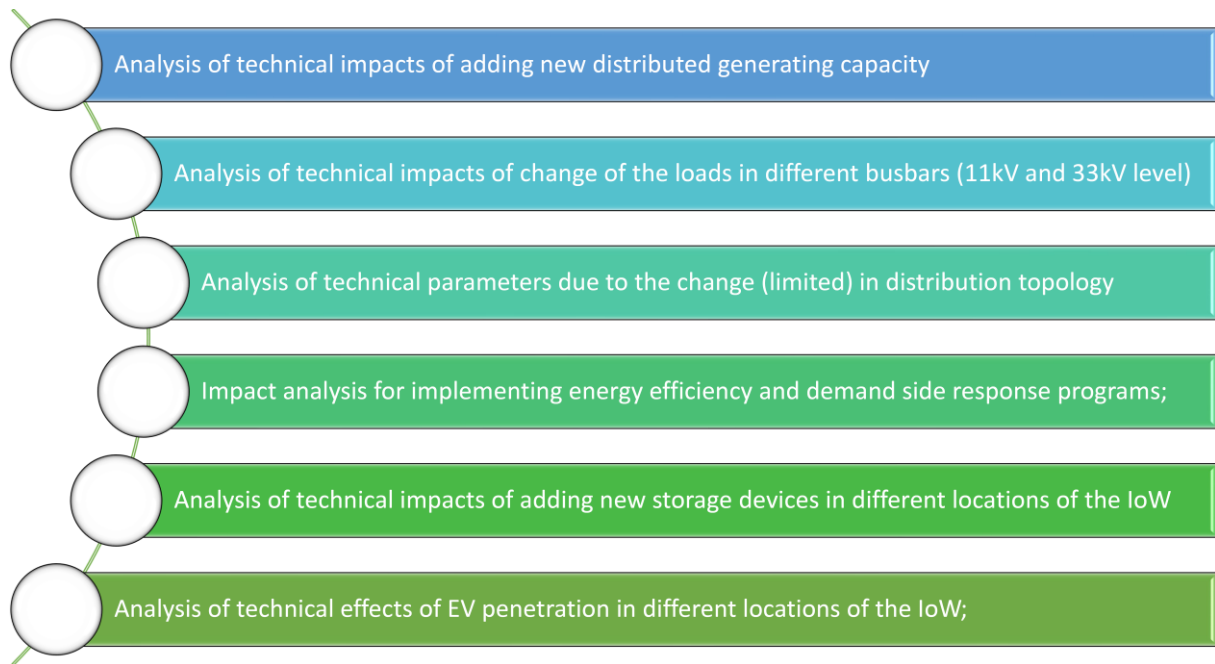 Analysis of technical impacts of adding new distributed generating capacity
Analysis of technical impacts of change of the loads in different busbars (11kV and 33kV level)
Analysis of technical parameters due to the change (limited) in distribution topology
Impact analysis for implementing energy efficiency and demand side response programs;
Analysis of technical impacts of adding new storage devices in different locations of the IoW
Analysis of technical effects of EV penetration in different locations of the IoW;